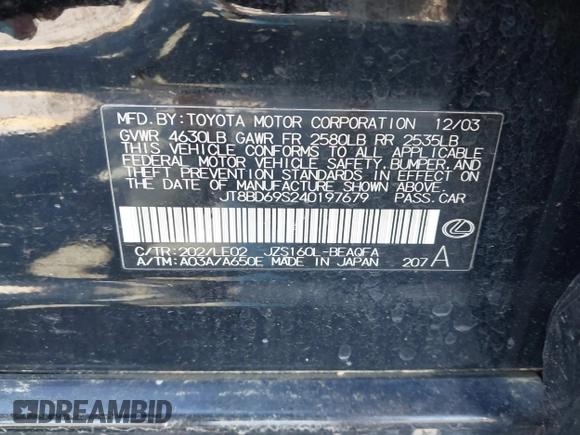 MFD.BY:TOYOTA MOTOR CORPORATION 12/03
GVWR 4630LB GAWR FR 2580LB RR 2535LB
THIS VEHICLE CONFORMS TO ALL APPLICABLE
FEDERAL MOTOR VEHICLE SAFETY,BUMPER,AND
THEFT PREVENTION STANDARDS IN EFFECT ON
THE DATE OF MANUFACTURE SHOWN ABOVE.
JT8BD69S240197679 PASS.CAR
C/TR:202/LE02 JZS160L-BEAQFA
A/TM:A03A/A650E MADE IN JAPAN 207A
DREAMBID